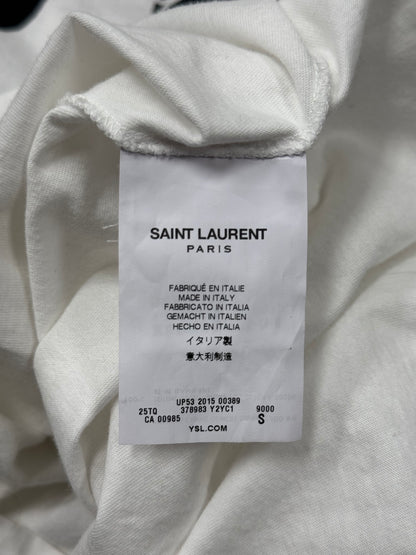 SAINT LAURENT
PARIS
FABRIQUÉ EN ITALIE
MADE IN ITALY
FABBRICATO IN ITALIA
GEMACHT IN ITALIEN
HECHO EN ITALIA
イタリア製
意大利制造
UP53 2015 00389
25TQ 378983 Y2YC1 9000
CA 00985 S
YSL.COM